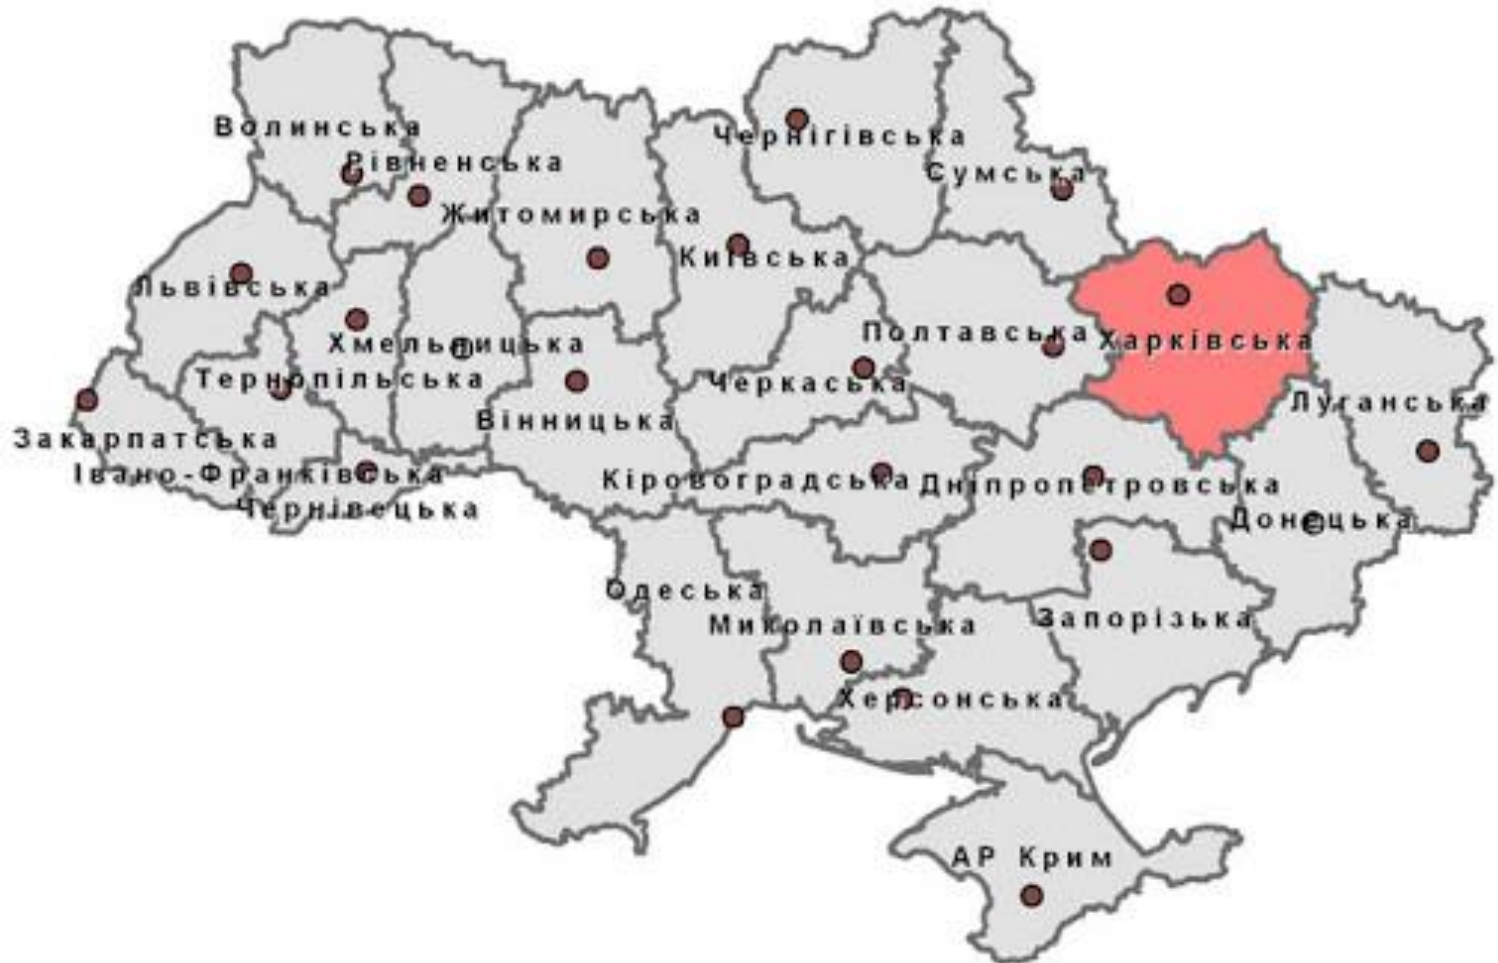 Волинська
Чернігівська
Рівненська
Сумська
Житомирська
Київська
Львівська
Полтавська
Харківська
Хмельницька
Тернопільська
Черкаська
Луганська
Вінницька
Закарпатська
Івано-Франківська
Кіровоградська
Дніпропетровська
Чернівецька
Донецька
Одеська
Запорізька
Миколаївська
Херсонська
АР Крим